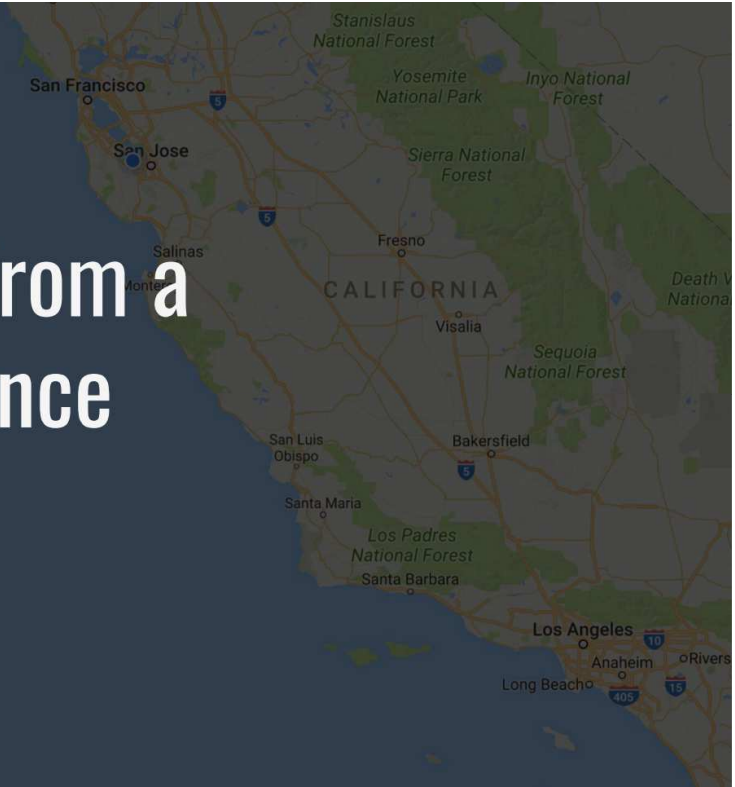 Stanislaus
National Forest
San Francisco
Yosemite
National Park
Inyo National
Forest
5
San Jose
Sierra National
Forest
5
Salinas
Fresno
rom a
Monter
CALIFORNIA
Death V
Nationa
Visalia
Sequoia
National Forest
nce
San Luis
Obispo
Bakersfield
5
Santa Maria
Los Padres
National Forest
Santa Barbara
Los Angeles
10
Anaheim
Rivers
Long Beach
405
15